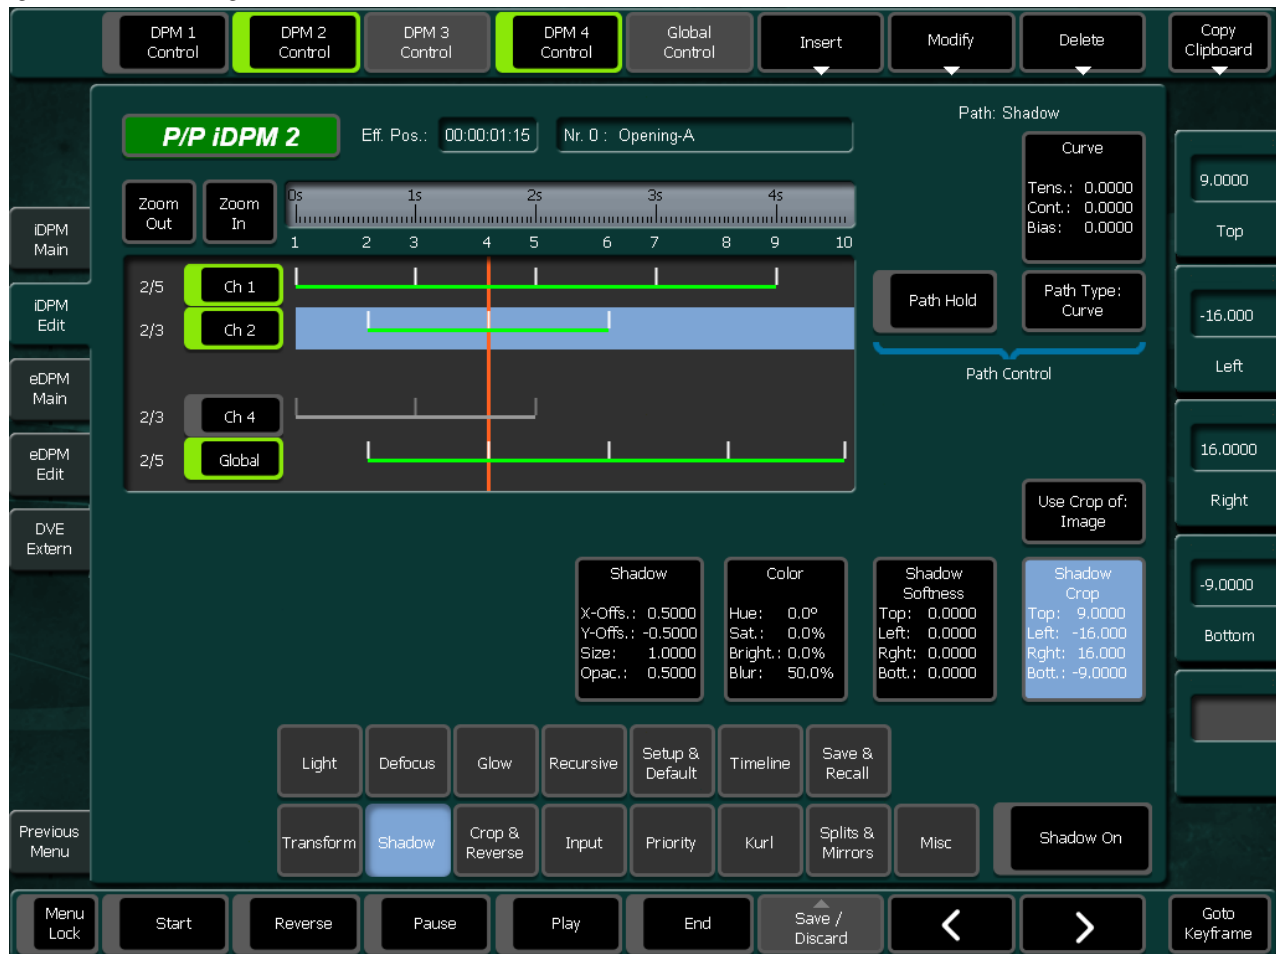 DPM 1
Control
DPM 2
Control
DPM 3
Control
DPM 4
Control
Global
Control
Insert
Modify
Delete
Copy
Clipboard
P/P iDPM 2
Eff. Pos.: 00:00:01:15
Nr. 0 : Opening-A
Path: Shadow
Curve
Tens.: 0.0000
Cont.: 0.0000
Bias: 0.0000
9.0000
Top
Zoom
Out
Zoom
In
0s 1s 2s 3s 4s
1 2 3 4 5 6 7 8 9 10
iDPM
Main
iDPM
Edit
eDPM
Main
eDPM
Edit
DVE
Extern
2/5 Ch 1
2/3 Ch 2
2/3 Ch 4
2/5 Global
Path Hold
Path Type:
Curve
Path Control
-16.000
Left
16.0000
Right
Use Crop of:
Image
Shadow
X-Offs.: 0.5000
Y-Offs.: -0.5000
Size: 1.0000
Opac.: 0.5000
Color
Hue: 0.0°
Sat.: 0.0%
Bright.: 0.0%
Blur: 50.0%
Shadow
Softness
Top: 0.0000
Left: 0.0000
Rght: 0.0000
Bott.: 0.0000
Shadow
Crop
Top: 9.0000
Left: -16.000
Rght: 16.000
Bott.: -9.0000
-9.0000
Bottom
Light
Defocus
Glow
Recursive
Setup &
Default
Timeline
Save &
Recall
Previous
Menu
Transform
Shadow
Crop &
Reverse
Input
Priority
Kurl
Splits &
Mirrors
Misc
Shadow On
Menu
Lock
Start
Reverse
Pause
Play
End
Save /
Discard
Goto
Keyframe